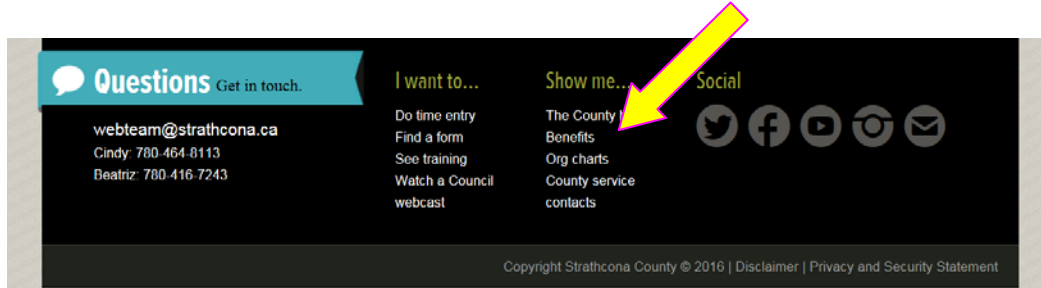 Questions Get in touch.
webteam@strathcona.ca
Cindy: 780-464-8113
Beatriz: 780-416-7243
I want to...
Do time entry
Find a form
See training
Watch a Council
webcast
Show me...
The County
Benefits
Org charts
County service
contacts
Social
Copyright Strathcona County © 2016 | Disclaimer | Privacy and Security Statement